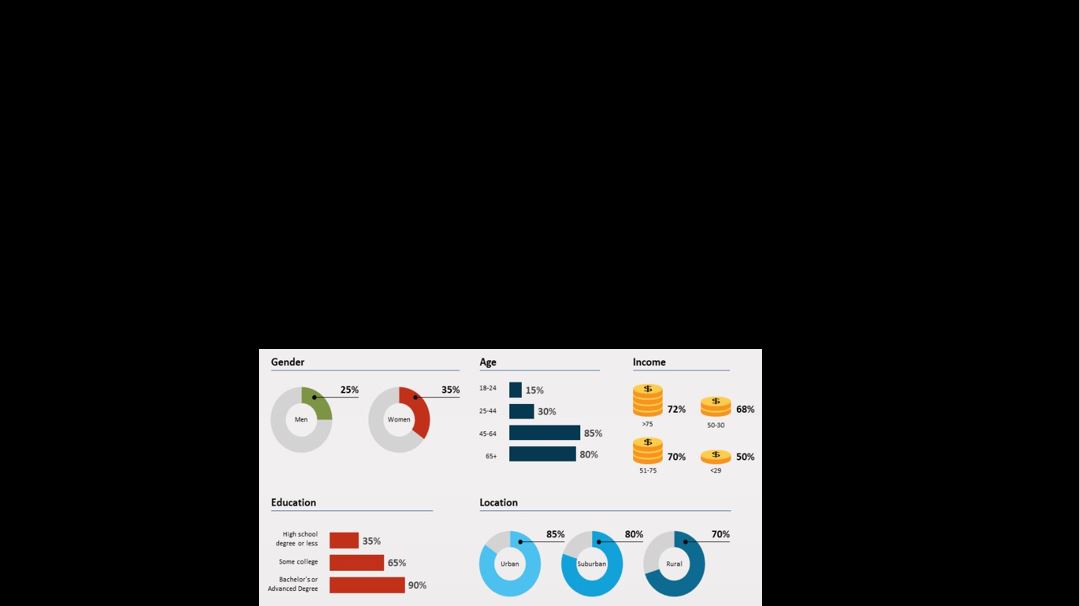 Gender
25%
Men
35%
Women
Age
18-24
15%
25-44
30%
45-64
85%
65+
80%
Income
72%
>75
68%
50-30
70%
51-75
50%
<29
Education
High school
degree or less
35%
Some college
65%
Bachelor's or
Advanced Degree
90%
Location
85%
Urban
80%
Suburban
70%
Rural